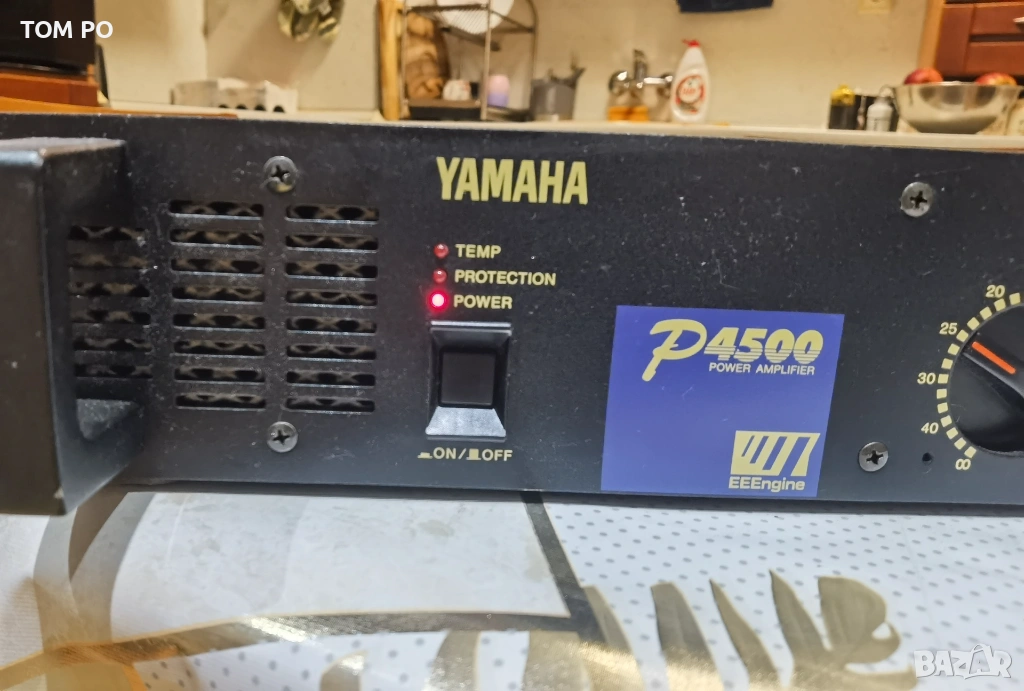 TOM PO
YAMAHA
TEMP
PROTECTION
POWER
ON/ OFF
P4500
POWER AMPLIFIER
EEEngine
20
25
30
40
∞
BAZAR